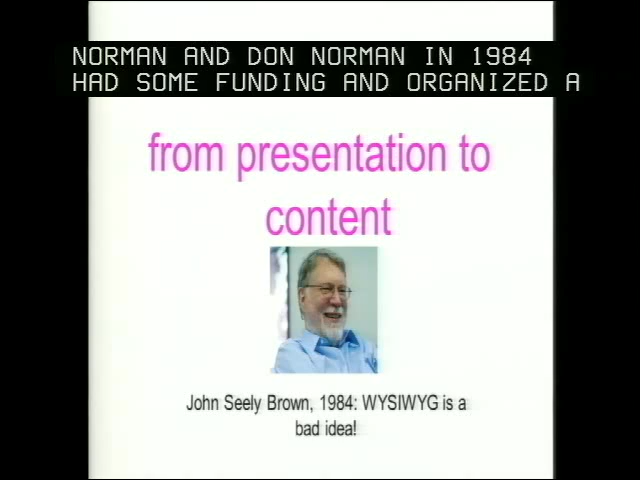 NORMAN AND DON NORMAN IN 1984
HAD SOME FUNDING AND ORGANIZED A
from presentation to
content
John Seely Brown, 1984: WYSIWYG is a
bad idea!